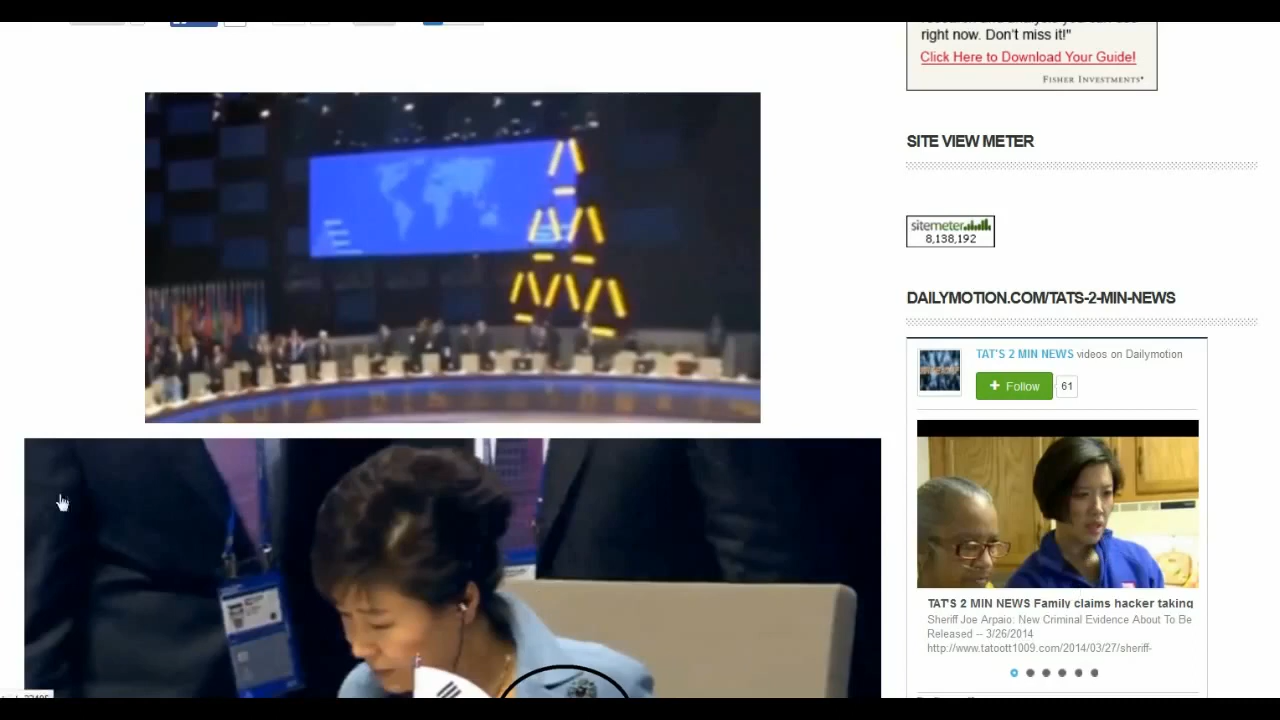 right now. Don't miss it!"
Click Here to Download Your Guide!
FISHER INVESTMENTS
SITE VIEW METER
sitemeter
8,138,192
DAILYMOTION.COM/TATS-2-MIN-NEWS
TAT'S 2 MIN NEWS videos on Dailymotion
+ Follow 61
TAT'S 2 MIN NEWS Family claims hacker taking
Sheriff Joe Arpaio: New Criminal Evidence About To Be
Released -- 3/26/2014
http://www.tatoott1009.com/2014/03/27/sheriff-